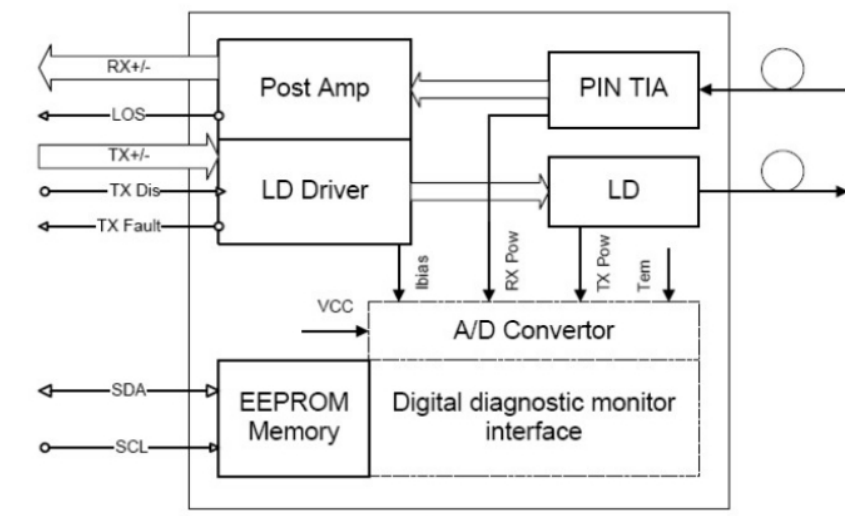 RX+/-
Post Amp
PIN TIA
LOS
TX+/-
TX Dis
LD Driver
LD
TX Fault
Ibias
RX Pow
TX Pow
Tem
VCC
A/D Convertor
SDA
EEPROM
Memory
Digital diagnostic monitor
interface
SCL